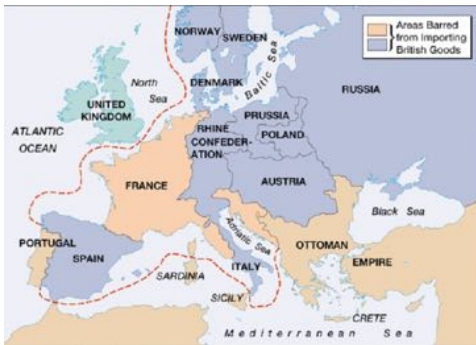 Areas Barred
from Importing
British Goods
NORWAY
SWEDEN
North
Sea
DENMARK
Baltic Sea
RUSSIA
UNITED
KINGDOM
PRUSSIA
ATLANTIC
OCEAN
RHINE
CONFEDER-
ATION
POLAND
FRANCE
AUSTRIA
Black Sea
Adriatic Sea
PORTUGAL
SPAIN
ITALY
OTTOMAN
EMPIRE
SARDINIA
SICILY
CRETE
Mediterranean Sea